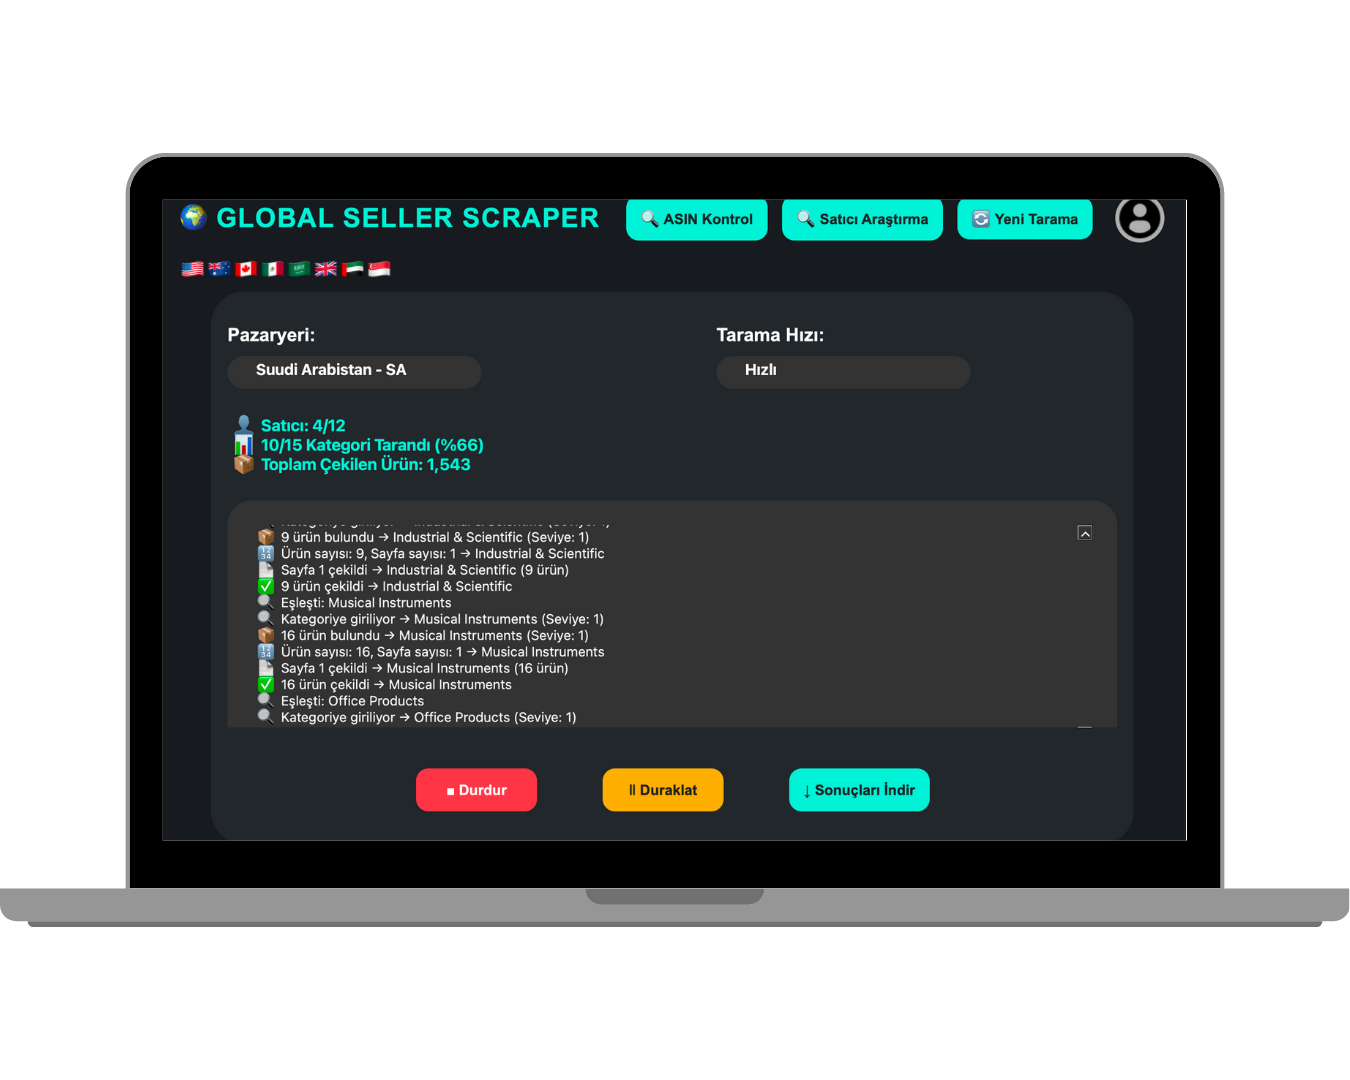 GLOBAL SELLER SCRAPER
ASIN Kontrol
Satıcı Araştırma
Yeni Tarama
Pazaryeri:
Tarama Hızı:
Suudi Arabistan - SA
Hızlı
Satıcı: 4/12
10/15 Kategori Tarandı (%66)
Toplam Çekilen Ürün: 1,543
9 ürün bulundu → Industrial & Scientific (Seviye: 1)
Ürün sayısı: 9, Sayfa sayısı: 1 → Industrial & Scientific
Sayfa 1 çekildi → Industrial & Scientific (9 ürün)
9 ürün çekildi → Industrial & Scientific
Eşleşti: Musical Instruments
Kategoriye giriliyor → Musical Instruments (Seviye: 1)
16 ürün bulundu → Musical Instruments (Seviye: 1)
Ürün sayısı: 16, Sayfa sayısı: 1 → Musical Instruments
Sayfa 1 çekildi → Musical Instruments (16 ürün)
16 ürün çekildi → Musical Instruments
Eşleşti: Office Products
Kategoriye giriliyor → Office Products (Seviye: 1)
Durdur
Duraklat
↓ Sonuçları İndir